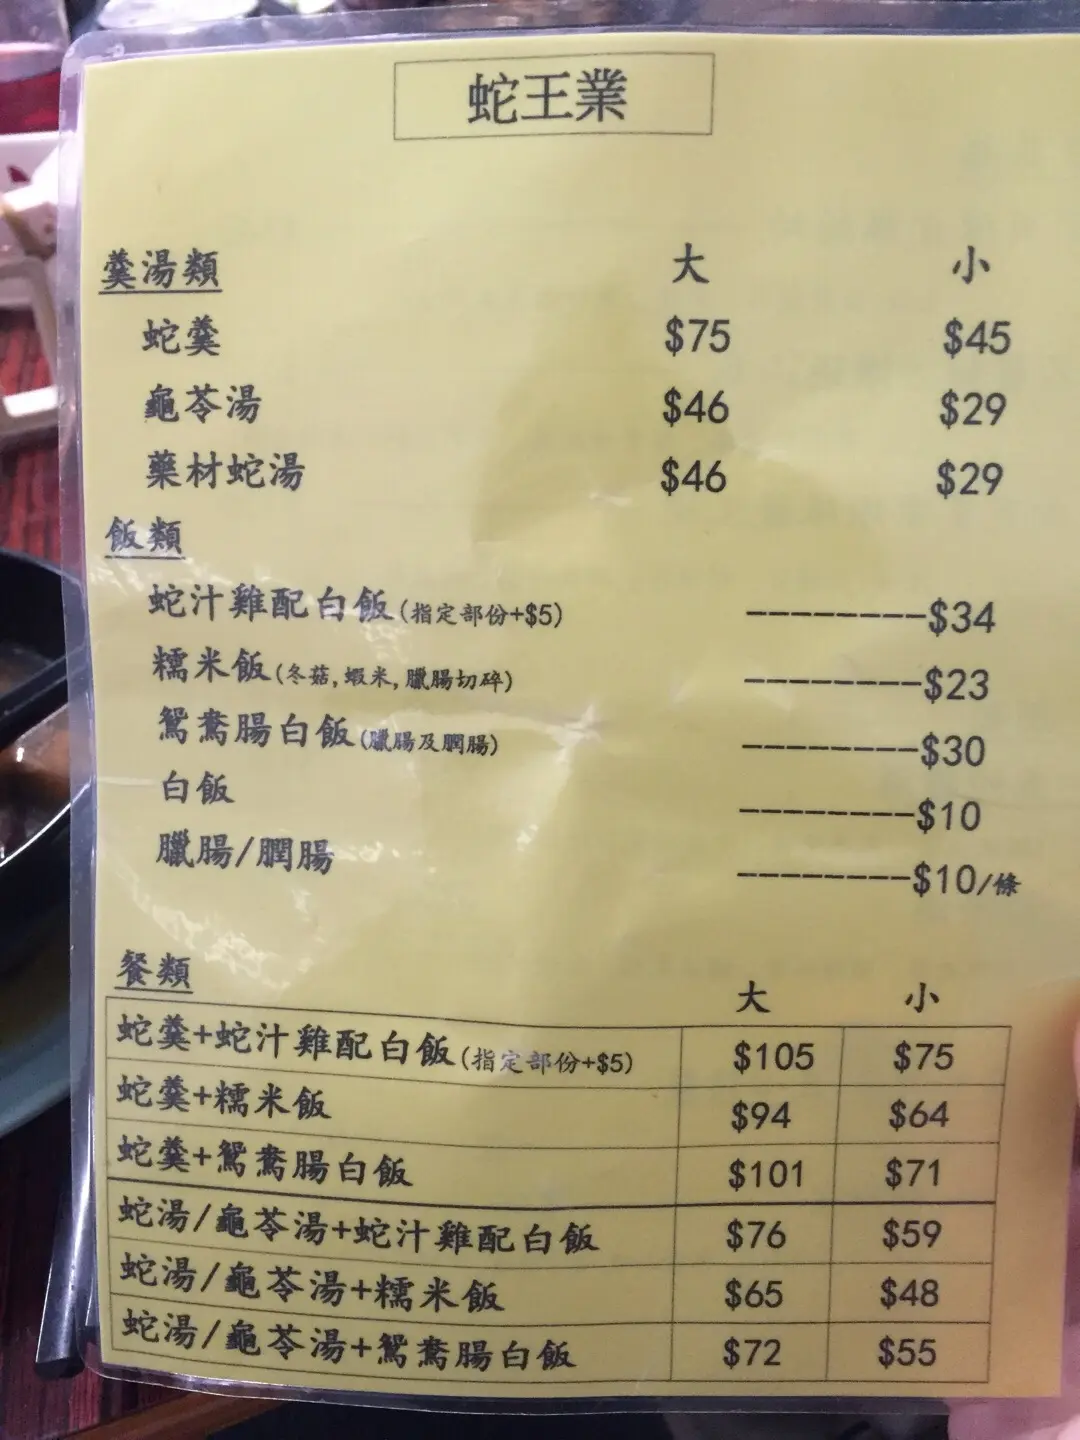 蛇王業
羹湯類 大 小
蛇羹 $75 $45
龜苓湯 $46 $29
藥材蛇湯 $46 $29
飯類
蛇汁雞配白飯(指定部份+$5) --------$34
糯米飯(冬菇,蝦米,臘腸切碎) --------$23
鴛鴦腸白飯(臘腸及膶腸) --------$30
白飯 --------$10
臘腸/膶腸 --------$10/條
餐類 大 小
蛇羹+蛇汁雞配白飯(指定部份+$5) $105 $75
蛇羹+糯米飯 $94 $64
蛇羹+鴛鴦腸白飯 $101 $71
蛇湯/龜苓湯+蛇汁雞配白飯 $76 $59
蛇湯/龜苓湯+糯米飯 $65 $48
蛇湯/龜苓湯+鴛鴦腸白飯 $72 $55